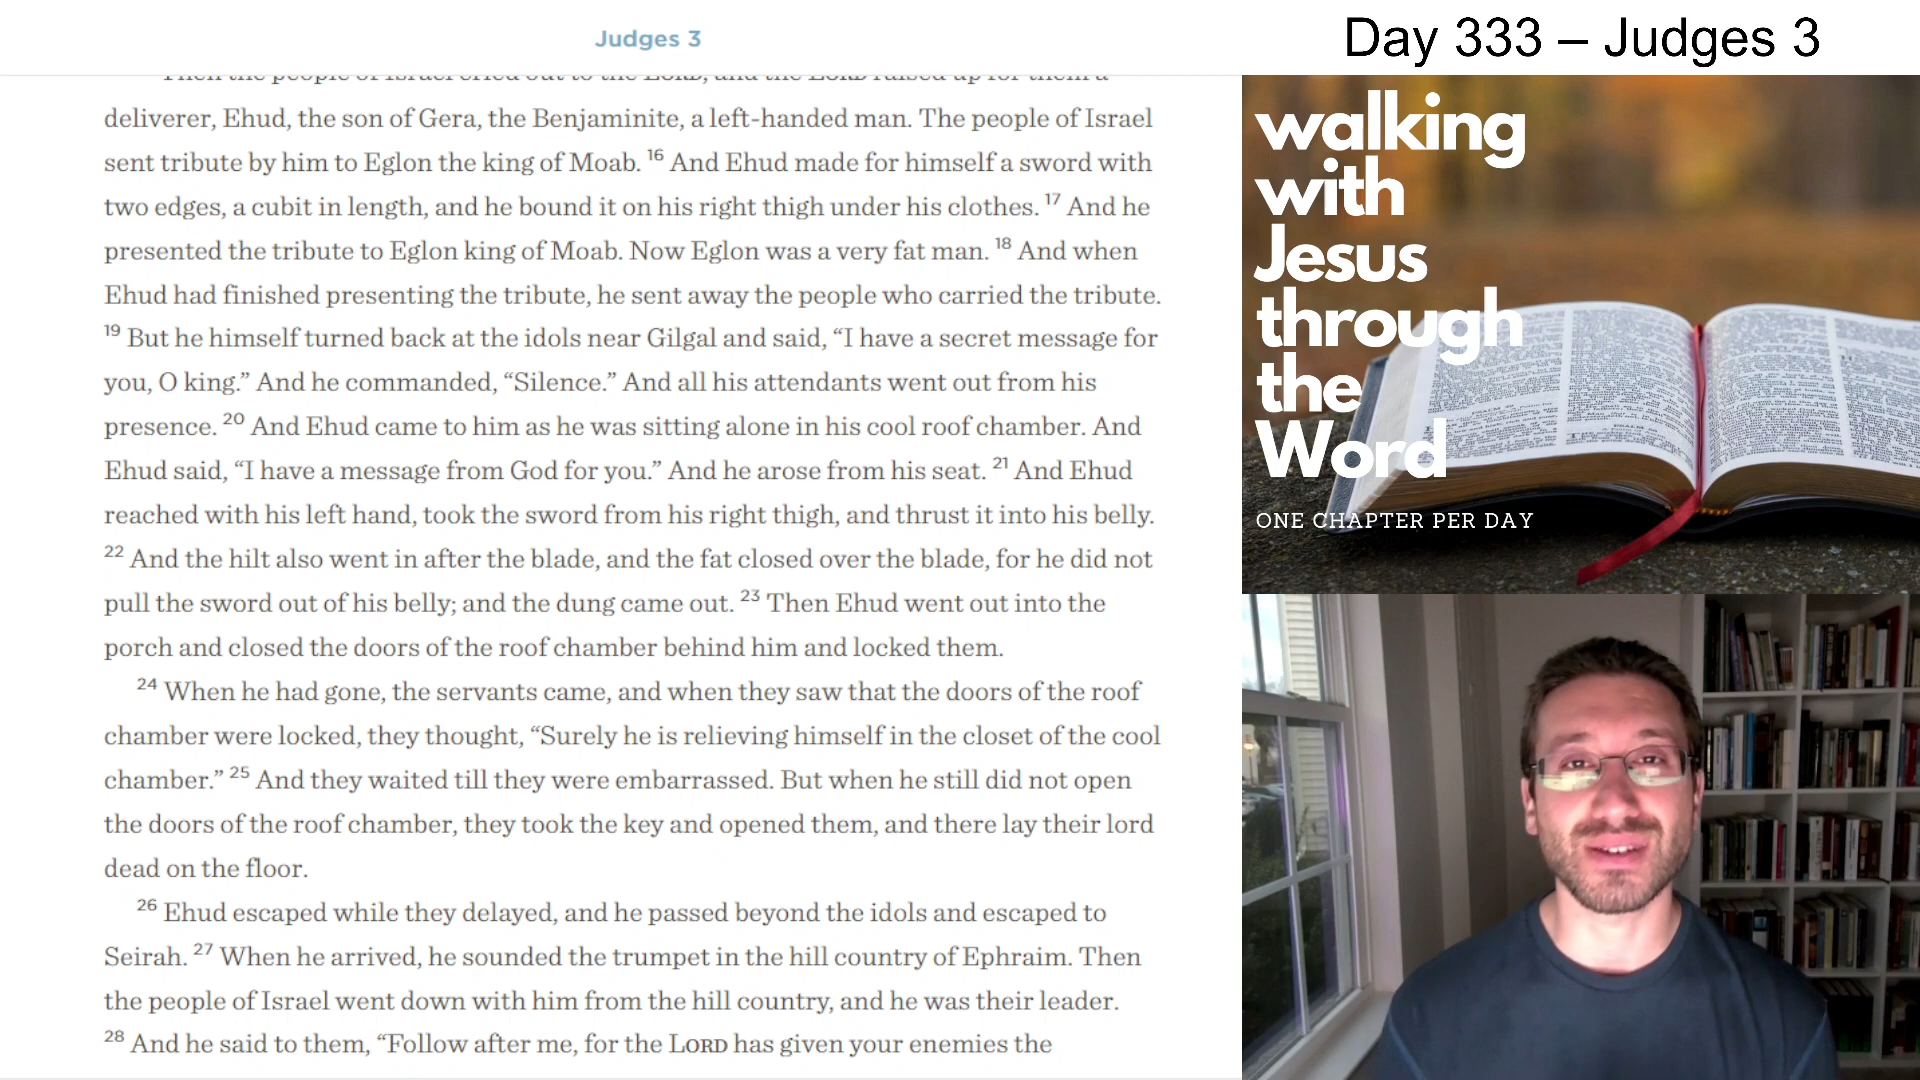 Judges 3
Day 333 – Judges 3
Then the people of Israel cried out to the LORD, and the LORD raised up for them a
deliverer, Ehud, the son of Gera, the Benjaminite, a left-handed man. The people of Israel
sent tribute by him to Eglon the king of Moab. 16 And Ehud made for himself a sword with
two edges, a cubit in length, and he bound it on his right thigh under his clothes. 17 And he
presented the tribute to Eglon king of Moab. Now Eglon was a very fat man. 18 And when
Ehud had finished presenting the tribute, he sent away the people who carried the tribute.
19 But he himself turned back at the idols near Gilgal and said, “I have a secret message for
you, O king.” And he commanded, “Silence.” And all his attendants went out from his
presence. 20 And Ehud came to him as he was sitting alone in his cool roof chamber. And
Ehud said, “I have a message from God for you.” And he arose from his seat. 21 And Ehud
reached with his left hand, took the sword from his right thigh, and thrust it into his belly.
22 And the hilt also went in after the blade, and the fat closed over the blade, for he did not
pull the sword out of his belly; and the dung came out. 23 Then Ehud went out into the
porch and closed the doors of the roof chamber behind him and locked them.
24 When he had gone, the servants came, and when they saw that the doors of the roof
chamber were locked, they thought, “Surely he is relieving himself in the closet of the cool
chamber.” 25 And they waited till they were embarrassed. But when he still did not open
the doors of the roof chamber, they took the key and opened them, and there lay their lord
dead on the floor.
26 Ehud escaped while they delayed, and he passed beyond the idols and escaped to
Seirah. 27 When he arrived, he sounded the trumpet in the hill country of Ephraim. Then
the people of Israel went down with him from the hill country, and he was their leader.
28 And he said to them, “Follow after me, for the LORD has given your enemies the
walking
with
Jesus
through
the
Word
ONE CHAPTER PER DAY